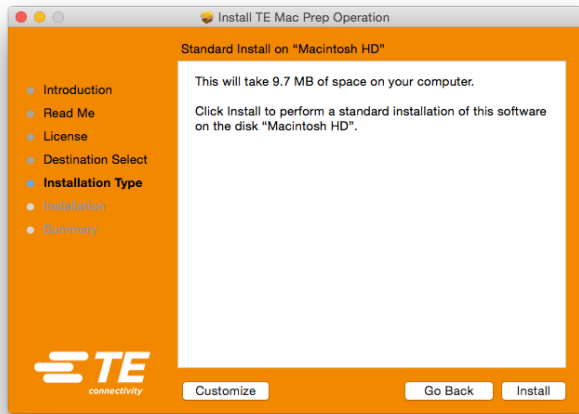 Install TE Mac Prep Operation
Standard Install on “Macintosh HD”
Introduction
Read Me
License
Destination Select
Installation Type
Installation
Summary
This will take 9.7 MB of space on your computer.
Click Install to perform a standard installation of this software
on the disk “Macintosh HD”.
TE
connectivity
Customize
Go Back
Install